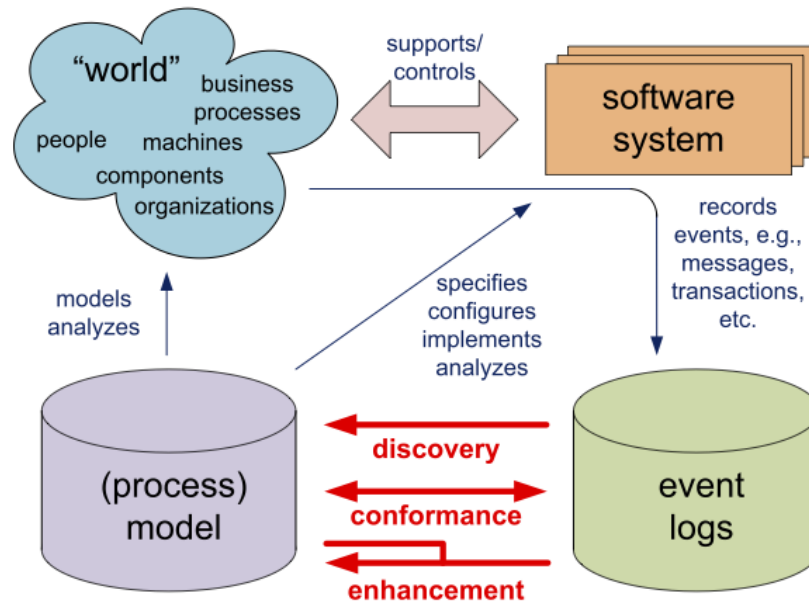 “world”
business
processes
people
machines
components
organizations
supports/
controls
software
system
models
analyzes
specifies
configures
implements
analyzes
records
events, e.g.,
messages,
transactions,
etc.
(process)
model
discovery
conformance
enhancement
event
logs